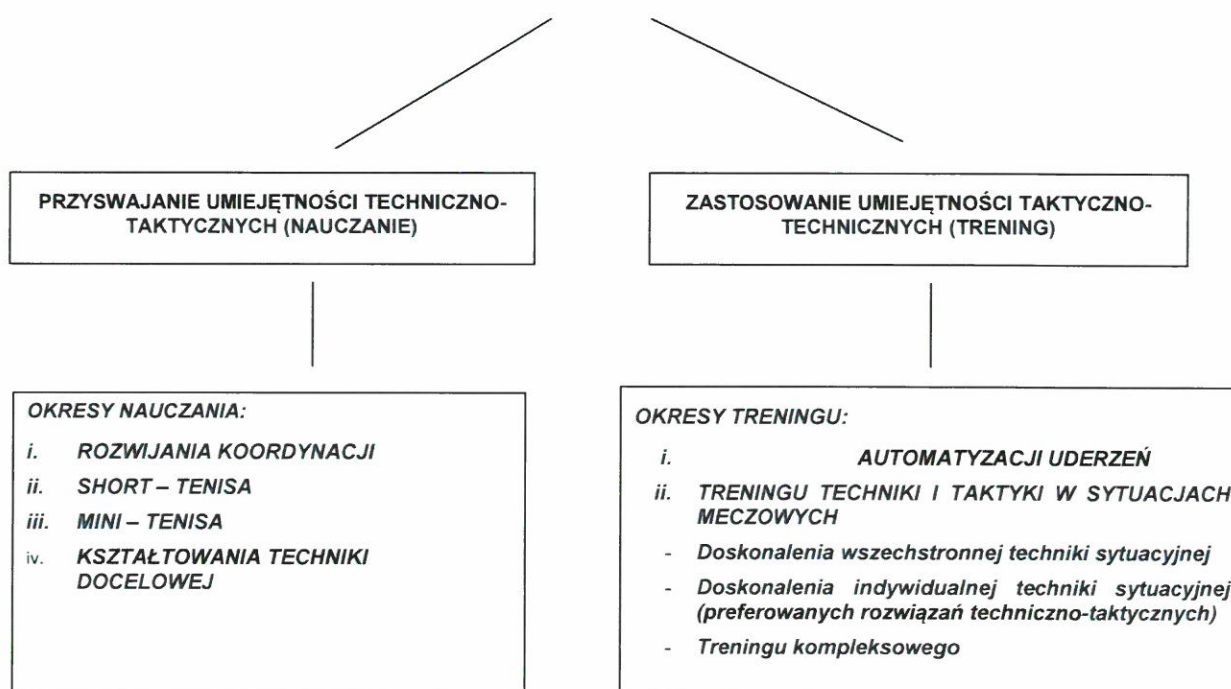 PRZYSWAJANIE UMIEJĘTNOŚCI TECHNICZNO-
TAKTYCZNYCH (NAUCZANIE)
ZASTOSOWANIE UMIEJĘTNOŚCI TAKTYCZNO-
TECHNICZNYCH (TRENING)
OKRESY NAUCZANIA:
i. ROZWIJANIA KOORDYNACJI
ii. SHORT – TENISA
iii. MINI – TENISA
iv. KSZTAŁTOWANIA TECHNIKI
DOCELOWEJ
OKRESY TRENINGU:
i. AUTOMATYZACJI UDERZEŃ
ii. TRENINGU TECHNIKI I TAKTYKI W SYTUACJACH
MECZOWYCH
- Doskonalenia wszechstronnej techniki sytuacyjnej
- Doskonalenia indywidualnej techniki sytuacyjnej
(preferowanych rozwiązań techniczno-taktycznych)
- Treningu kompleksowego